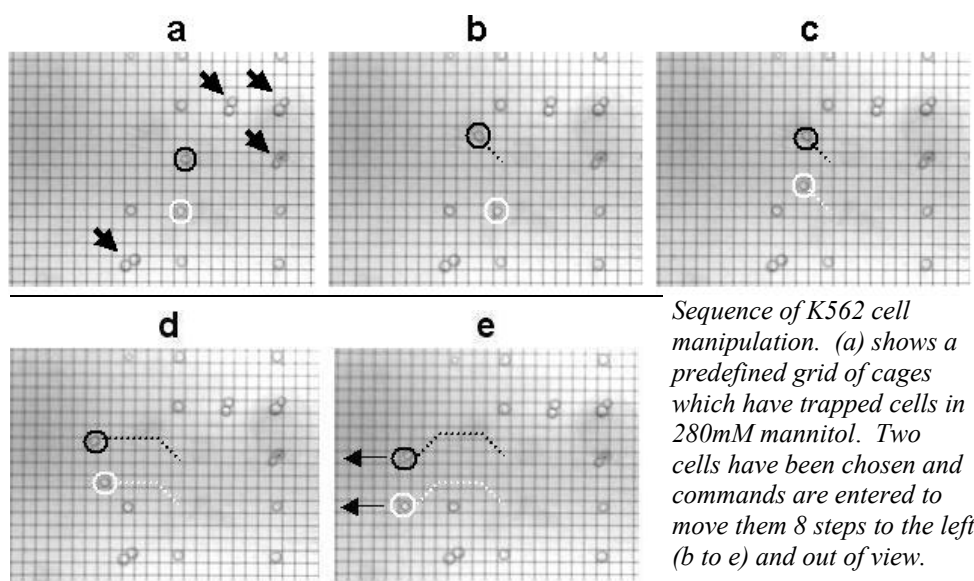 a b c
d e
Sequence of K562 cell
manipulation. (a) shows a
predefined grid of cages
which have trapped cells in
280mM mannitol. Two
cells have been chosen and
commands are entered to
move them 8 steps to the left
(b to e) and out of view.